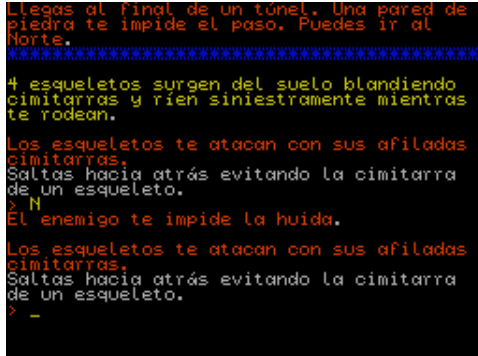 Llegas al final de un túnel. Una pared de
piedra te impide el paso. Puedes ir al
Norte.
****************************************
4 esqueletos surgen del suelo blandiendo
cimitarras y ríen siniestramente mientras
te rodean.
Los esqueletos te atacan con sus afiladas
cimitarras.
Saltas hacia atrás evitando la cimitarra
de un esqueleto.
> N
El enemigo te impide la huida.
Los esqueletos te atacan con sus afiladas
cimitarras.
Saltas hacia atrás evitando la cimitarra
de un esqueleto.
> _